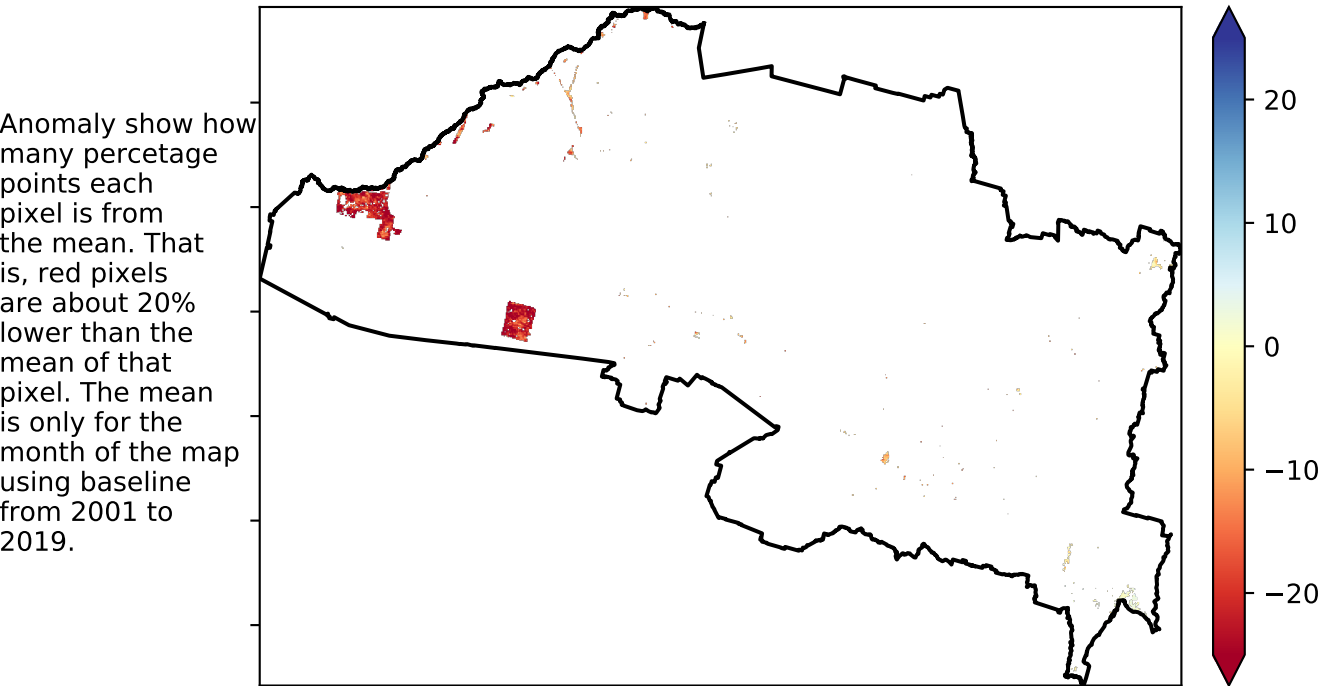 Anomaly show how
many percetage
points each
pixel is from
the mean. That
is, red pixels
are about 20%
lower than the
mean of that
pixel. The mean
is only for the
month of the map
using baseline
from 2001 to
2019.
20
10
0
−10
−20